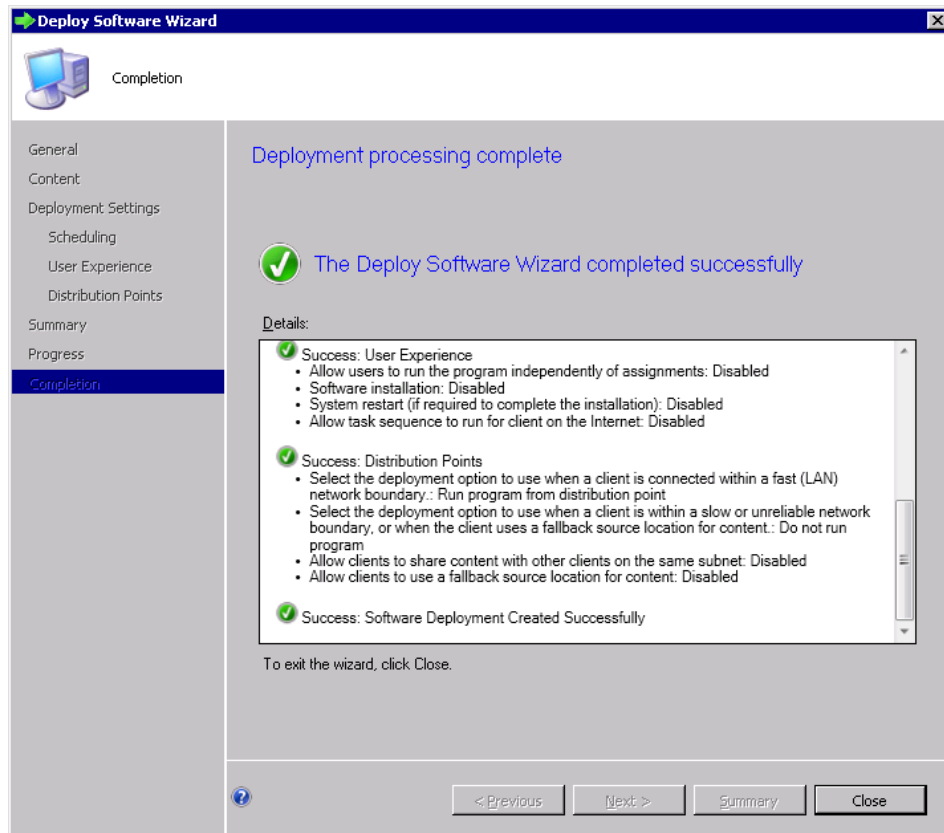 Deploy Software Wizard
Completion
General
Content
Deployment Settings
Scheduling
User Experience
Distribution Points
Summary
Progress
Completion
Deployment processing complete
The Deploy Software Wizard completed successfully
Details:
Success: User Experience
• Allow users to run the program independently of assignments: Disabled
• Software installation: Disabled
• System restart (if required to complete the installation): Disabled
• Allow task sequence to run for client on the Internet: Disabled
Success: Distribution Points
• Select the deployment option to use when a client is connected within a fast (LAN)
network boundary.: Run program from distribution point
• Select the deployment option to use when a client is within a slow or unreliable network
boundary, or when the client uses a fallback source location for content.: Do not run
program
• Allow clients to share content with other clients on the same subnet: Disabled
• Allow clients to use a fallback source location for content: Disabled
Success: Software Deployment Created Successfully
To exit the wizard, click Close.
< Previous
Next >
Summary
Close